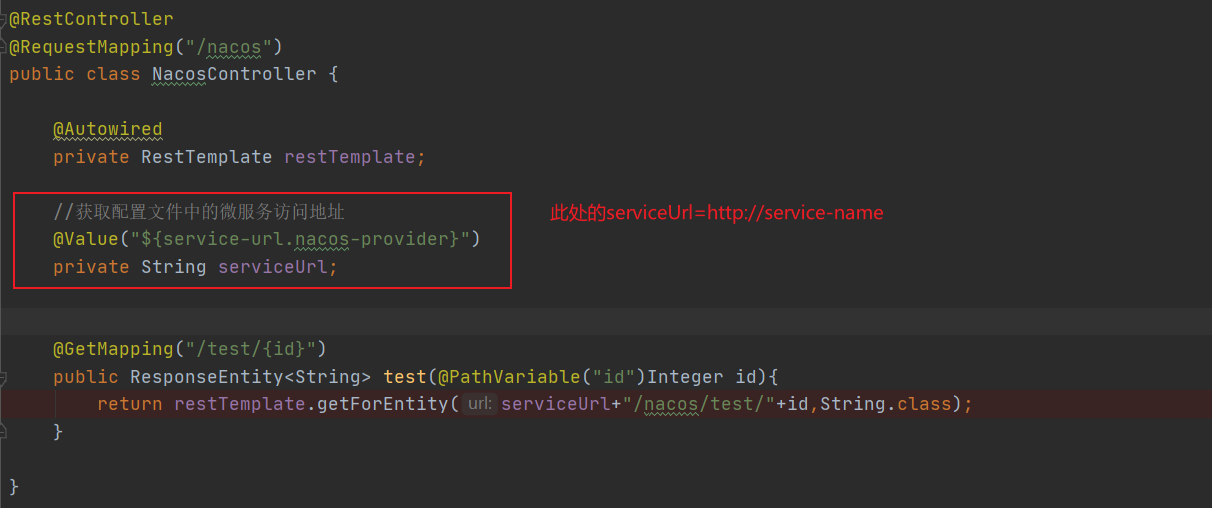 @RestController
@RequestMapping("/nacos")
public class NacosController {
@Autowired
private RestTemplate restTemplate;
//获取配置文件中的微服务访问地址
此处的serviceUrl=http://service-name
@Value("${service-url.nacos-provider}")
private String serviceUrl;
@GetMapping("/test/{id}")
public ResponseEntity<String> test(@PathVariable("id")Integer id){
return restTemplate.getForEntity( url: serviceUrl+"/nacos/test/"+id,String.class);
}
}